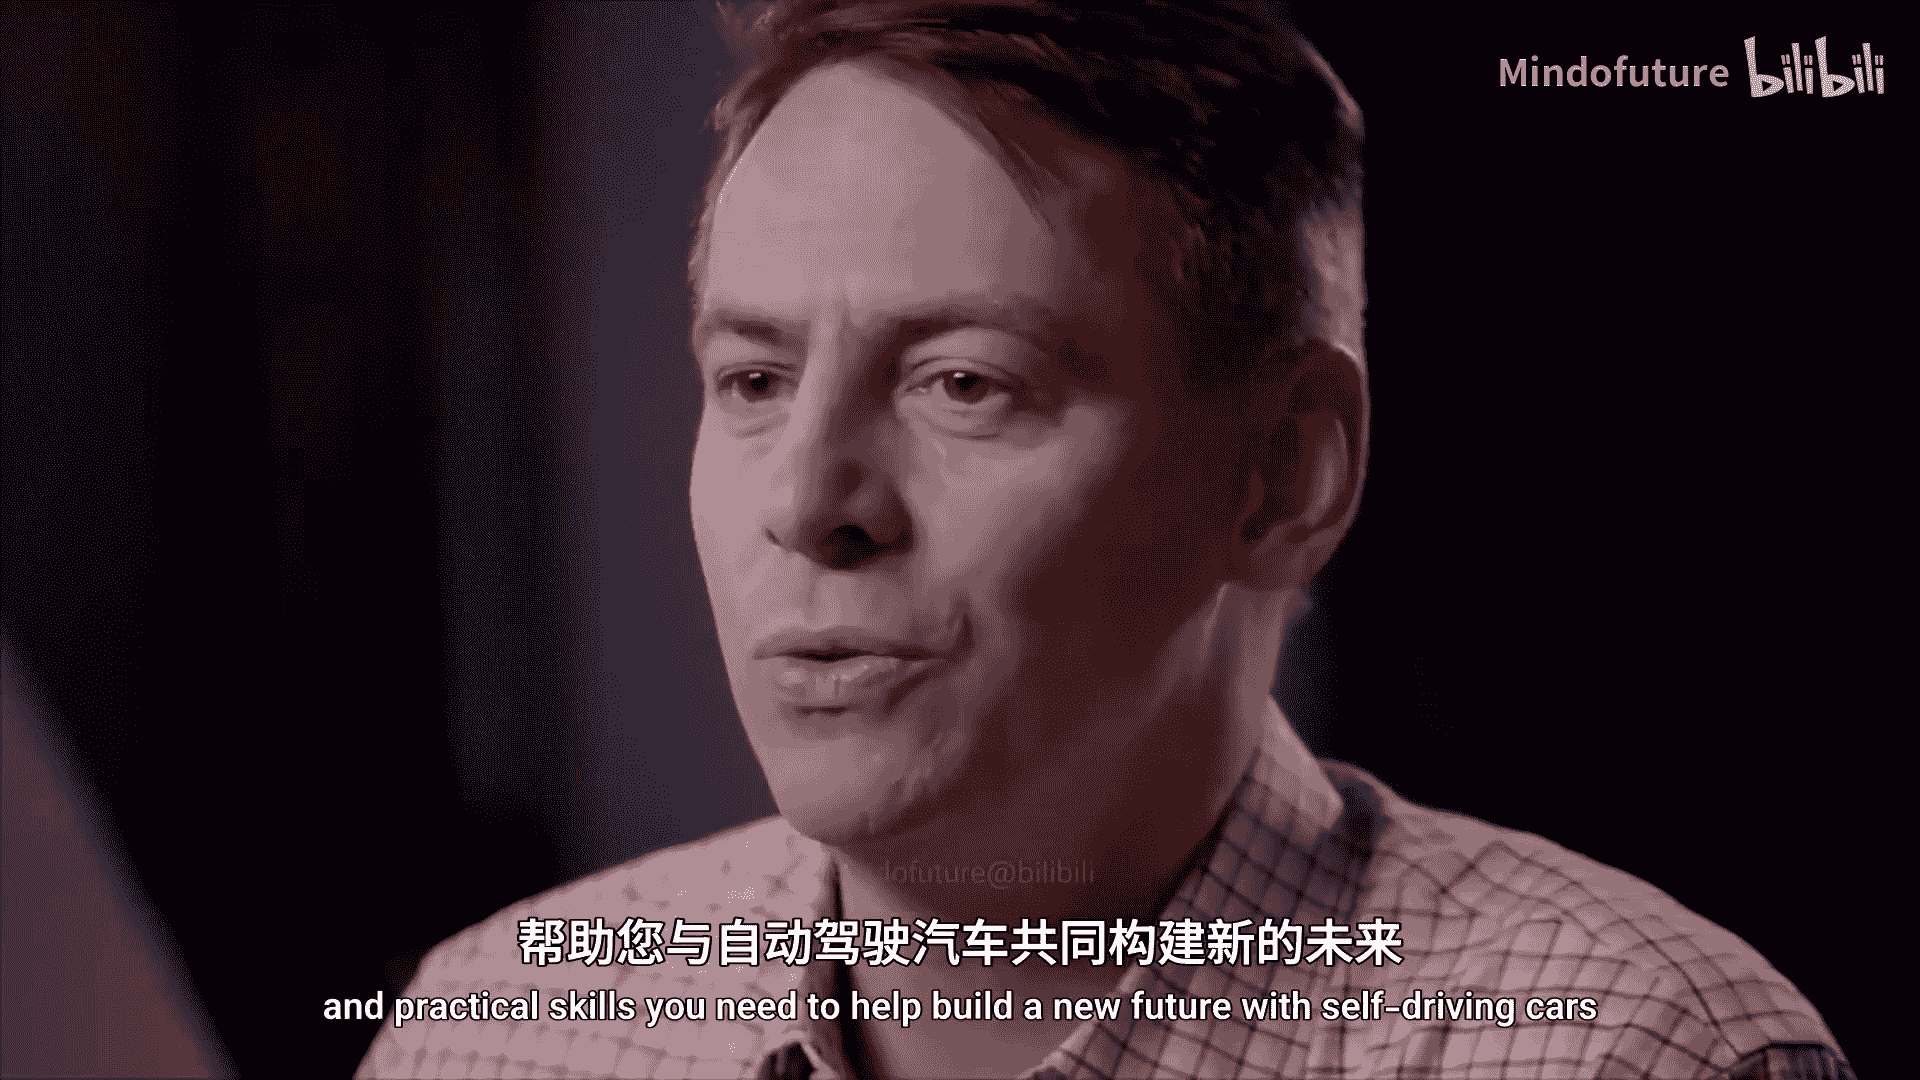 Mindofuture bilibili
lofuture@bilibili
帮助您与自动驾驶汽车共同构建新的未来
and practical skills you need to help build a new future with self-driving cars